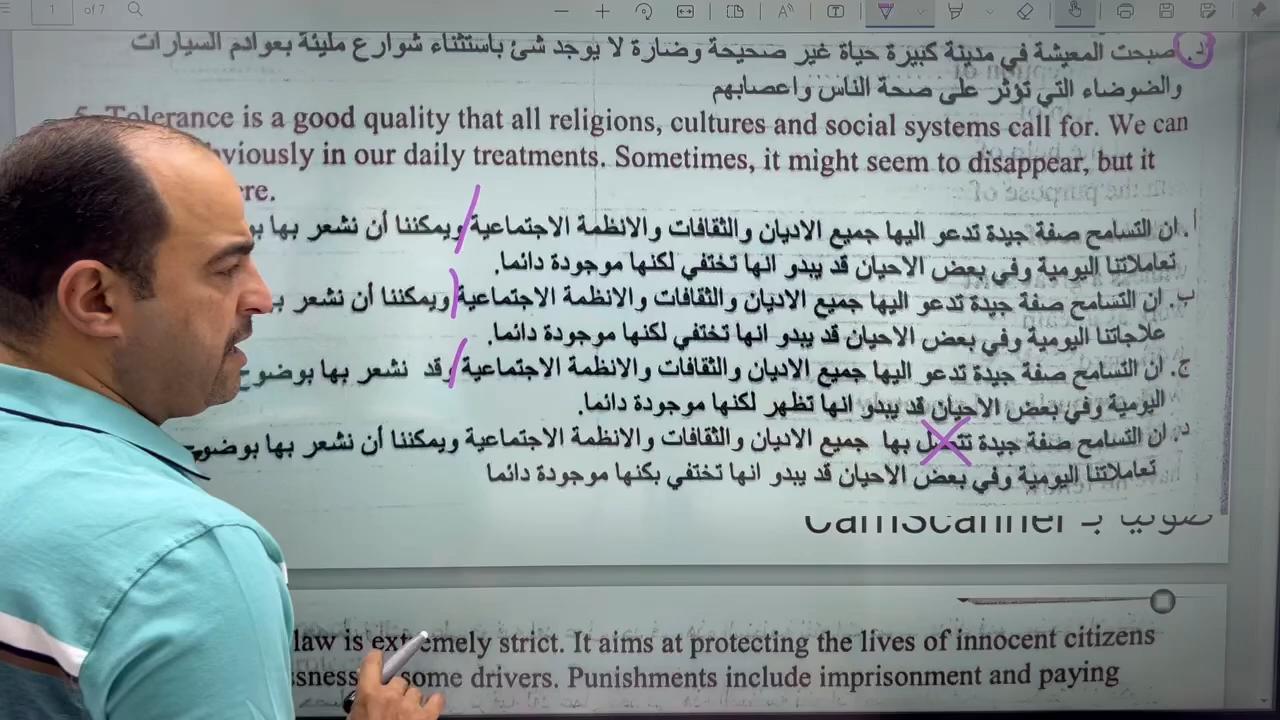 1 of 7
د. صبحت المعيشة في مدينة كبيرة حياة غير صحيحة وضارة لا يوجد شئ باستثناء شوارع مليئة بعوادم السيارات
والضوضاء التي تؤثر على صحة الناس واعصابهم
5. Tolerance is a good quality that all religions, cultures and social systems call for. We can
in our daily treatments. Sometimes, it might seem to disappear, but it
أ. ان التسامح صفة جيدة تدعو اليها جميع الاديان والثقافات والانظمة الاجتماعية ويمكننا أن نشعر بها
تعاملاتنا اليومية وفي بعض الاحيان قد يبدو انها تختفي لكنها موجودة دائما.
ب. ان التسامح صفة جيدة تدعو اليها جميع الاديان والثقافات والانظمة الاجتماعية ويمكننا أن نشعر
علاجاتنا اليومية وفي بعض الاحيان قد يبدو انها تختفي لكنها موجودة دائما.
ج. ان التسامح صفة جيدة تدعو اليها جميع الاديان والثقافات والانظمة الاجتماعية وقد نشعر بها بوضوح
اليومية وفي بعض الاحيان قد يبدو انها تظهر لكنها موجودة دائما.
د. ان التسامح صفة جيدة بها جميع الاديان والثقافات والانظمة الاجتماعية ويمكننا أن نشعر بها بوضوح
تعاملاتنا اليومية وفي بعض الاحيان قد يبدو انها تختفي بكنها موجودة دائما
ضوئيا بـ CamScanner
law is extremely strict. It aims at protecting the lives of innocent citizens
some drivers. Punishments include imprisonment and paying